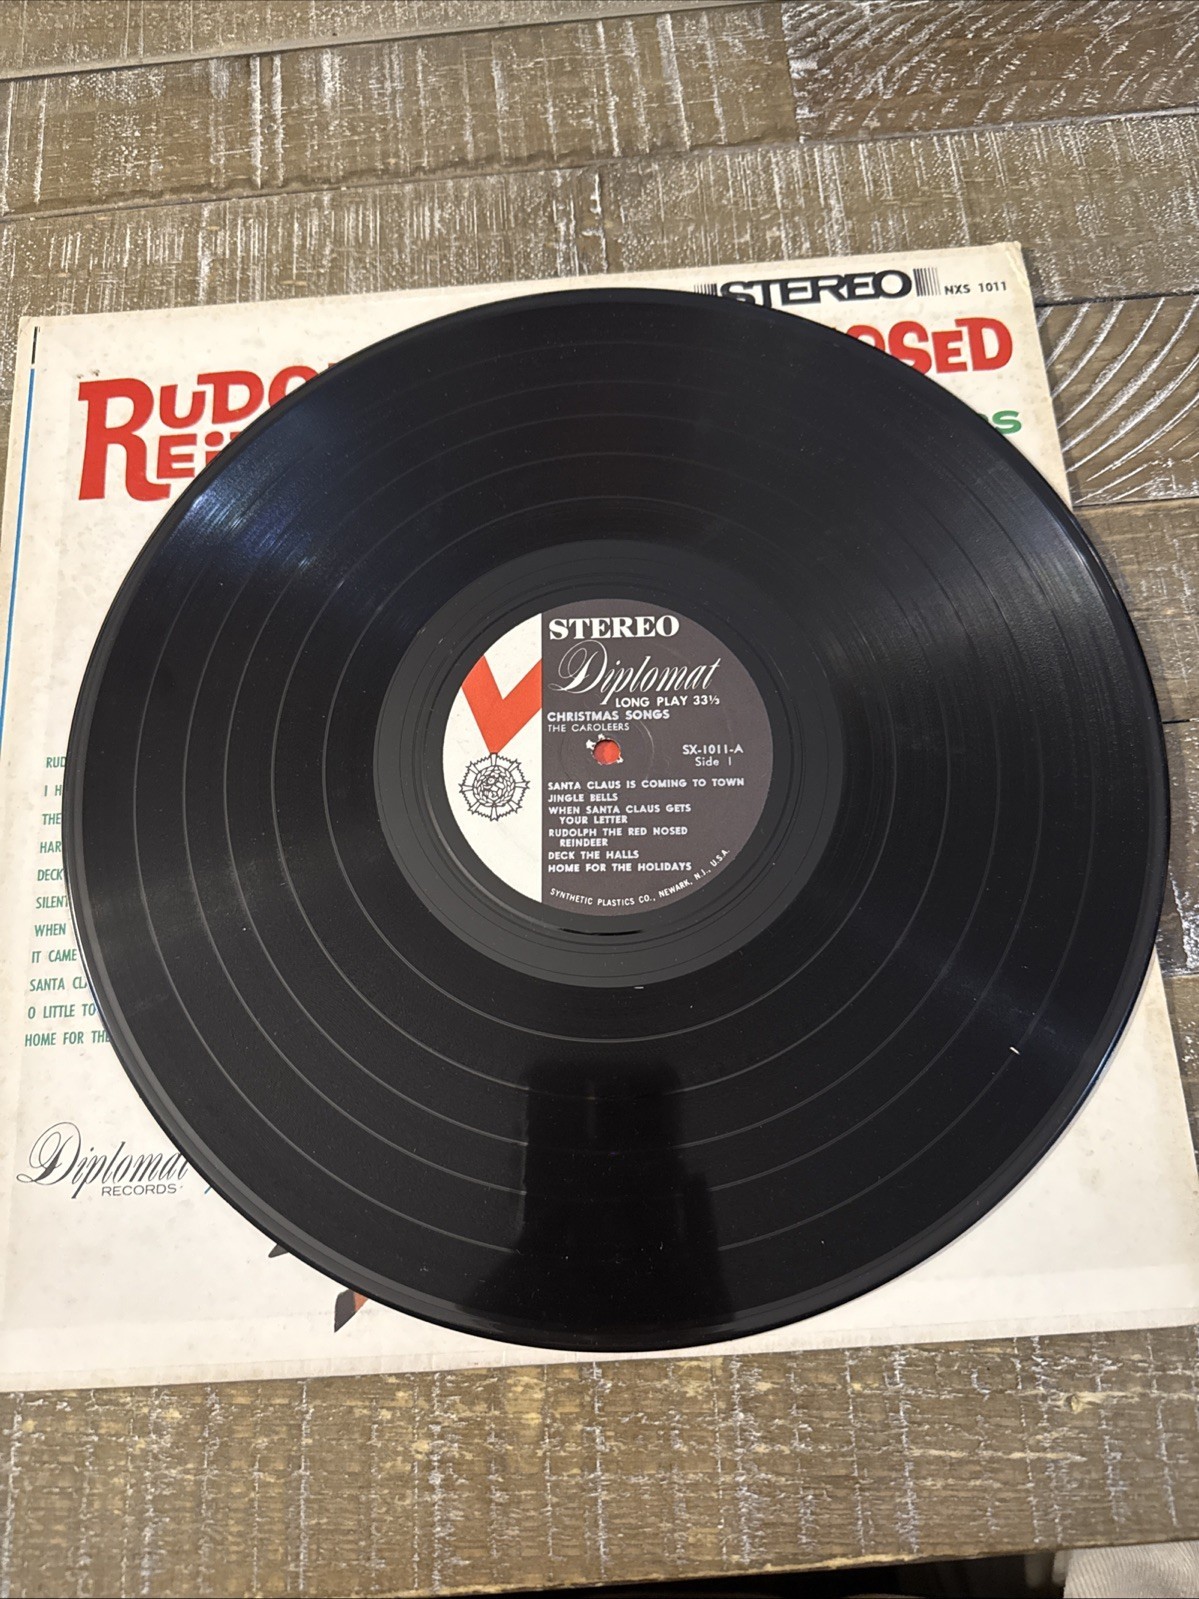 STEREO
NXS 1011
RUDO
OSED
REi
S
STEREO
Diplomat
LONG PLAY 33⅓
CHRISTMAS SONGS
THE CAROLEERS
SX-1011-A
Side 1
SANTA CLAUS IS COMING TO TOWN
JINGLE BELLS
WHEN SANTA CLAUS GETS
YOUR LETTER
RUDOLPH THE RED NOSED
REINDEER
DECK THE HALLS
HOME FOR THE HOLIDAYS
SYNTHETIC PLASTICS CO., NEWARK, N.J., U.S.A.
RUD
I H
THE
HAR
DECK
SILENT
WHEN
IT CAME
SANTA CL
O LITTLE TO
HOME FOR THE
Diplomat
RECORDS